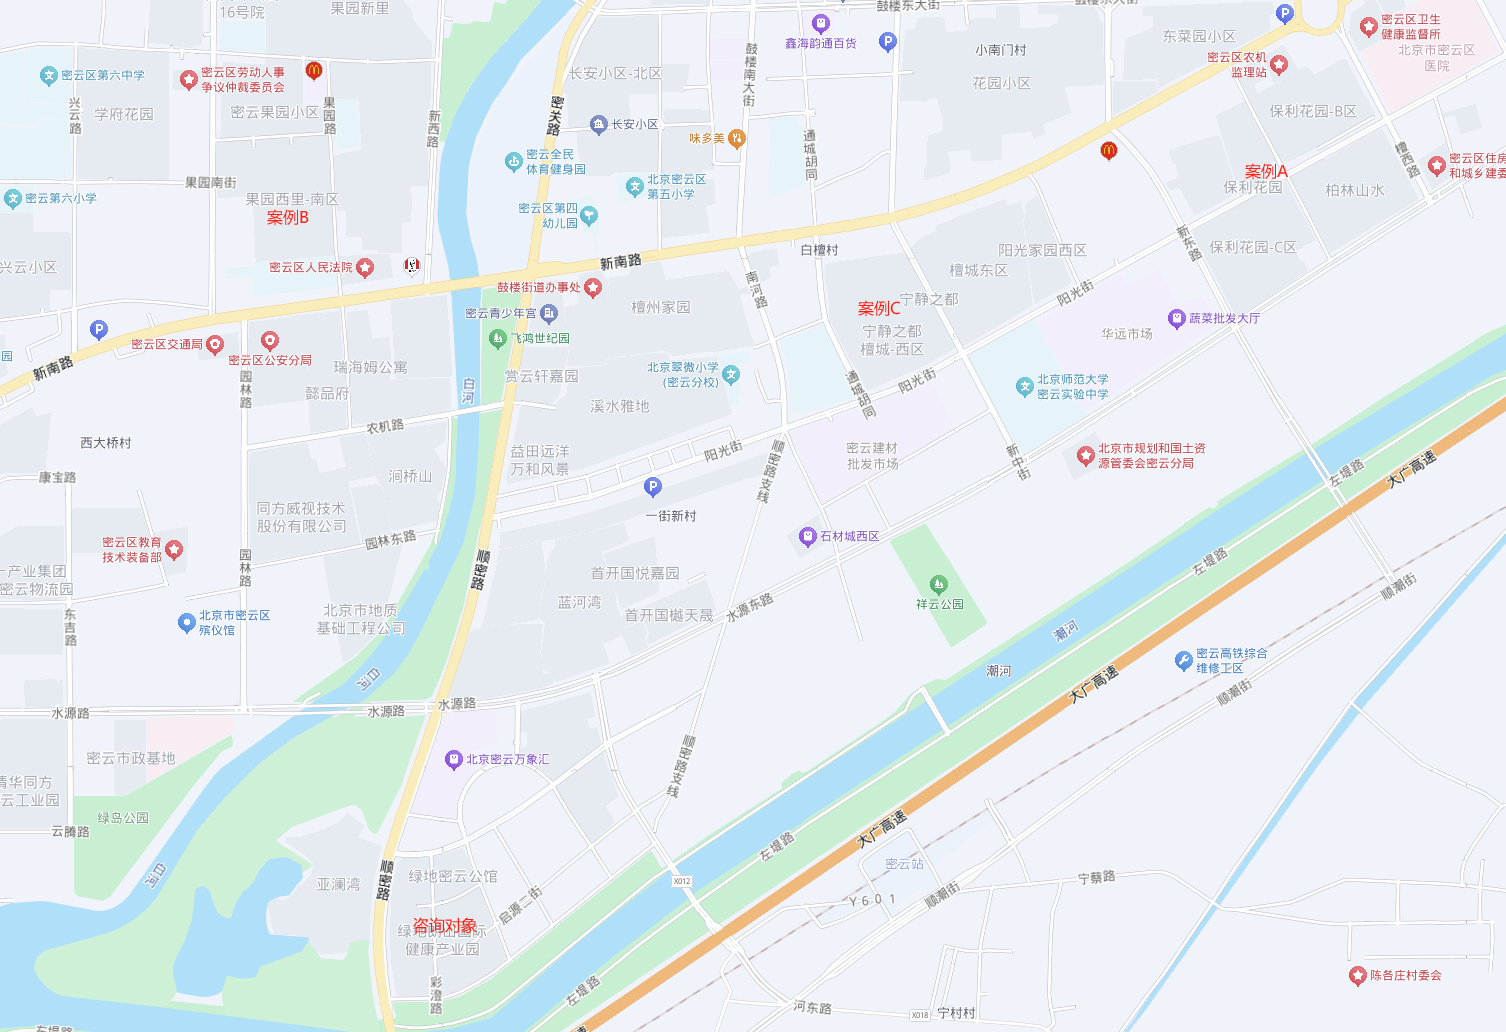 16号院
果园新里
鼓楼东大街
鑫海韵通百货
鼓楼南大街
小南门村
东菜园小区
密云区卫生
健康监督所
北京市密云区
医院
密云区第六中学
密云区劳动人事
争议仲裁委员会
长安小区-北区
花园小区
密云区农机
监理站
兴云路
学府花园
密云果园小区
果园路
新西路
密关路
长安小区
味多美
通城胡同
保利花园-B区
檀西路
密云区住房
和城乡建委
密云全民
体育健身园
案例A
保利花园
柏林山水
果园南街
北京密云区
第五小学
密云第六小学
果园西里-南区
案例B
密云区第四
幼儿园
新东路
保利花园-C区
兴云小区
密云区人民法院
新南路
白檀村
阳光家园西区
檀城东区
鼓楼街道办事处
南河路
阳光街
密云青少年宫
檀州家园
案例C
宁静之都
蔬菜批发大厅
飞鸿世纪园
宁静之都
檀城-西区
华远市场
密云区交通局
密云区公安分局
园
新南路
瑞海姆公寓
北京翠微小学
(密云分校)
赏云轩嘉园
阳光街
通城胡同
北京师范大学
密云实验中学
园林路
懿品府
白河
溪水雅地
农机路
西大桥村
阳光街
益田远洋
万和风景
顺密路支线
密云建材
批发市场
新中街
北京市规划和国土资
源管委会密云分局
左堤路
大广高速
康宝路
涧桥山
同方威视技术
股份有限公司
一街新村
石材城西区
密云区教育
技术装备部
园林东路
园林路
顺密路
首开国悦嘉园
左堤路
产业集团
密云物流园
蓝河湾
首开国樾天晟
祥云公园
顺潮街
东吉路
北京市密云区
殡仪馆
北京市地质
基础工程公司
水源东路
潮河
潮河
密云高铁综合
维修工区
白河
大广高速
顺潮街
水源路
水源路
水源路
密云市政基地
北京密云万象汇
顺密路支线
清华同方
云工业园
绿岛公园
云腾路
大广高速
左堤路
白河
亚澜湾
顺密路
绿地密云公馆
X012
密云站
宁蔡路
Y601
顺潮街
启源二街
咨询对象
健康产业园
彩澄路
左堤路
河东路
X018
宁村村
陈各庄村委会
左堤路